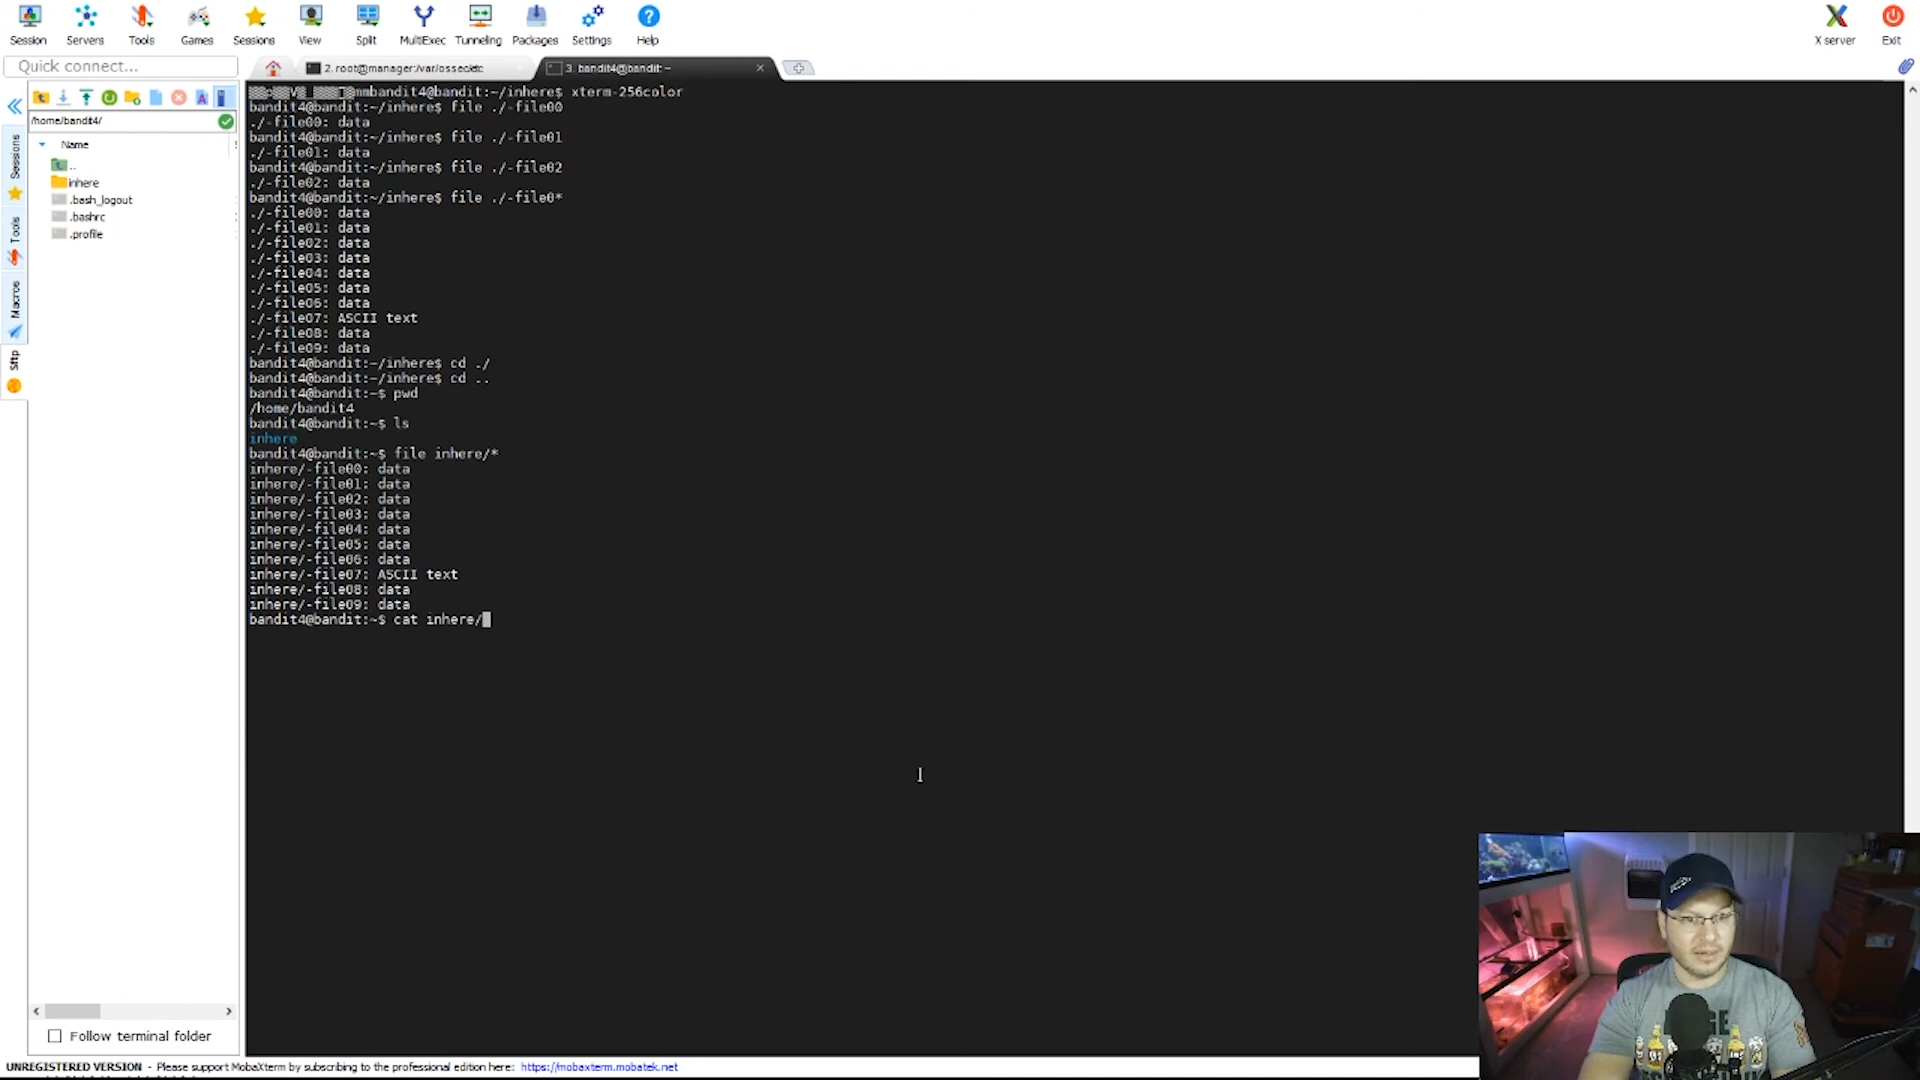 Session Servers Tools Games Sessions View Split MultiExec Tunneling Packages Settings Help X server Exit
Quick connect...
2. root@manager:/var/ossec/etc
3. bandit4@bandit: ~
/home/bandit4/
Name
..
inhere
.bash_logout
.bashrc
.profile
Sessions
Tools
Macros
Sftp
mmbandit4@bandit:~/inhere$ xterm-256color
bandit4@bandit:~/inhere$ file ./-file00
./-file00: data
bandit4@bandit:~/inhere$ file ./-file01
./-file01: data
bandit4@bandit:~/inhere$ file ./-file02
./-file02: data
bandit4@bandit:~/inhere$ file ./-file0*
./-file00: data
./-file01: data
./-file02: data
./-file03: data
./-file04: data
./-file05: data
./-file06: data
./-file07: ASCII text
./-file08: data
./-file09: data
bandit4@bandit:~/inhere$ cd ./
bandit4@bandit:~/inhere$ cd ..
bandit4@bandit:~$ pwd
/home/bandit4
bandit4@bandit:~$ ls
inhere
bandit4@bandit:~$ file inhere/*
inhere/-file00: data
inhere/-file01: data
inhere/-file02: data
inhere/-file03: data
inhere/-file04: data
inhere/-file05: data
inhere/-file06: data
inhere/-file07: ASCII text
inhere/-file08: data
inhere/-file09: data
bandit4@bandit:~$ cat inhere/
Follow terminal folder
UNREGISTERED VERSION - Please support MobaXterm by subscribing to the professional edition here: https://mobaxterm.mobatek.net